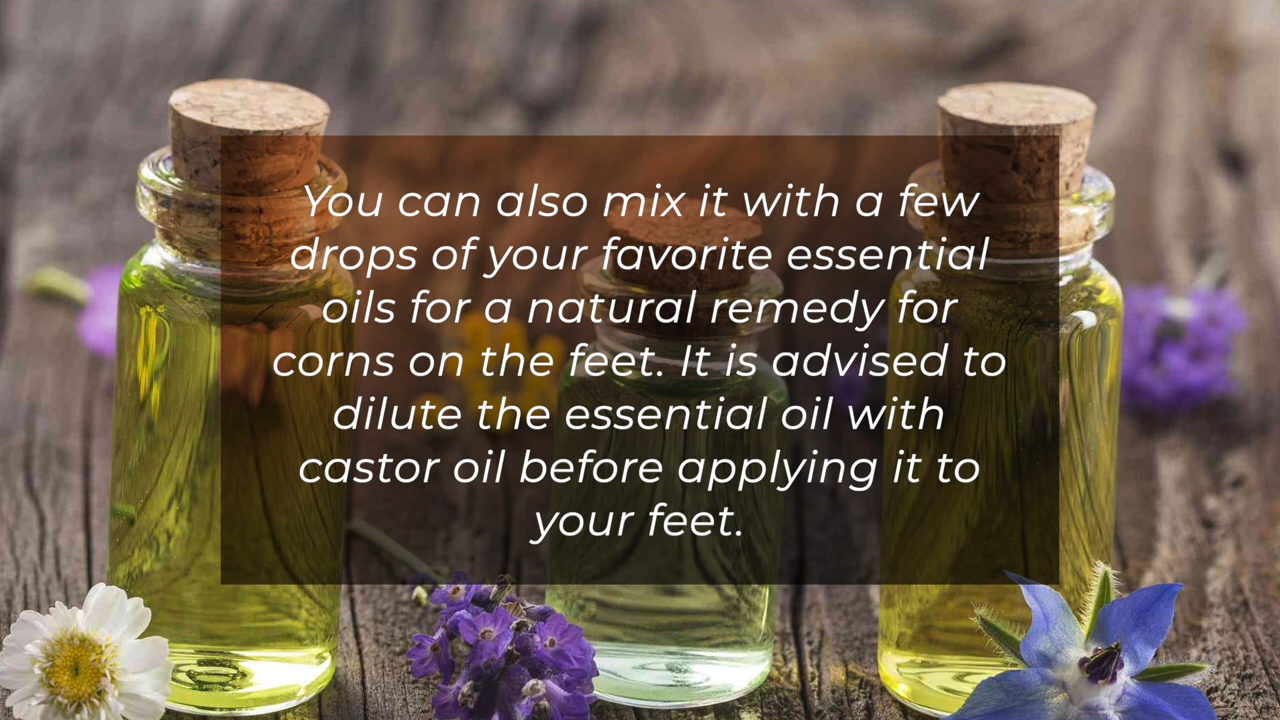 You can also mix it with a few
drops of your favorite essential
oils for a natural remedy for
corns on the feet. It is advised to
dilute the essential oil with
castor oil before applying it to
your feet.